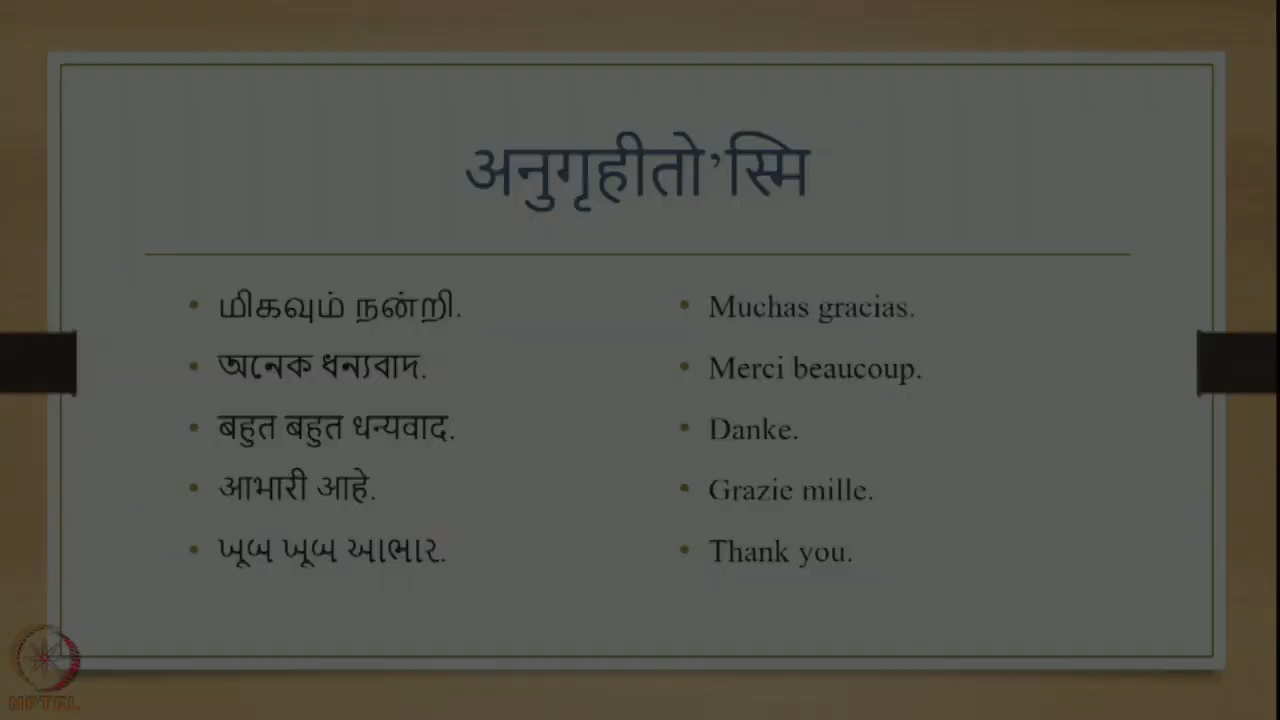 अनुगृहीतो’स्मि
மிகவும் நன்றி.
অনেক ধন্যবাদ.
बहुत बहुत धन्यवाद.
आभारी आहे.
ખૂબ ખૂબ આભાર.
Muchas gracias.
Merci beaucoup.
Danke.
Grazie mille.
Thank you.
NPTEL